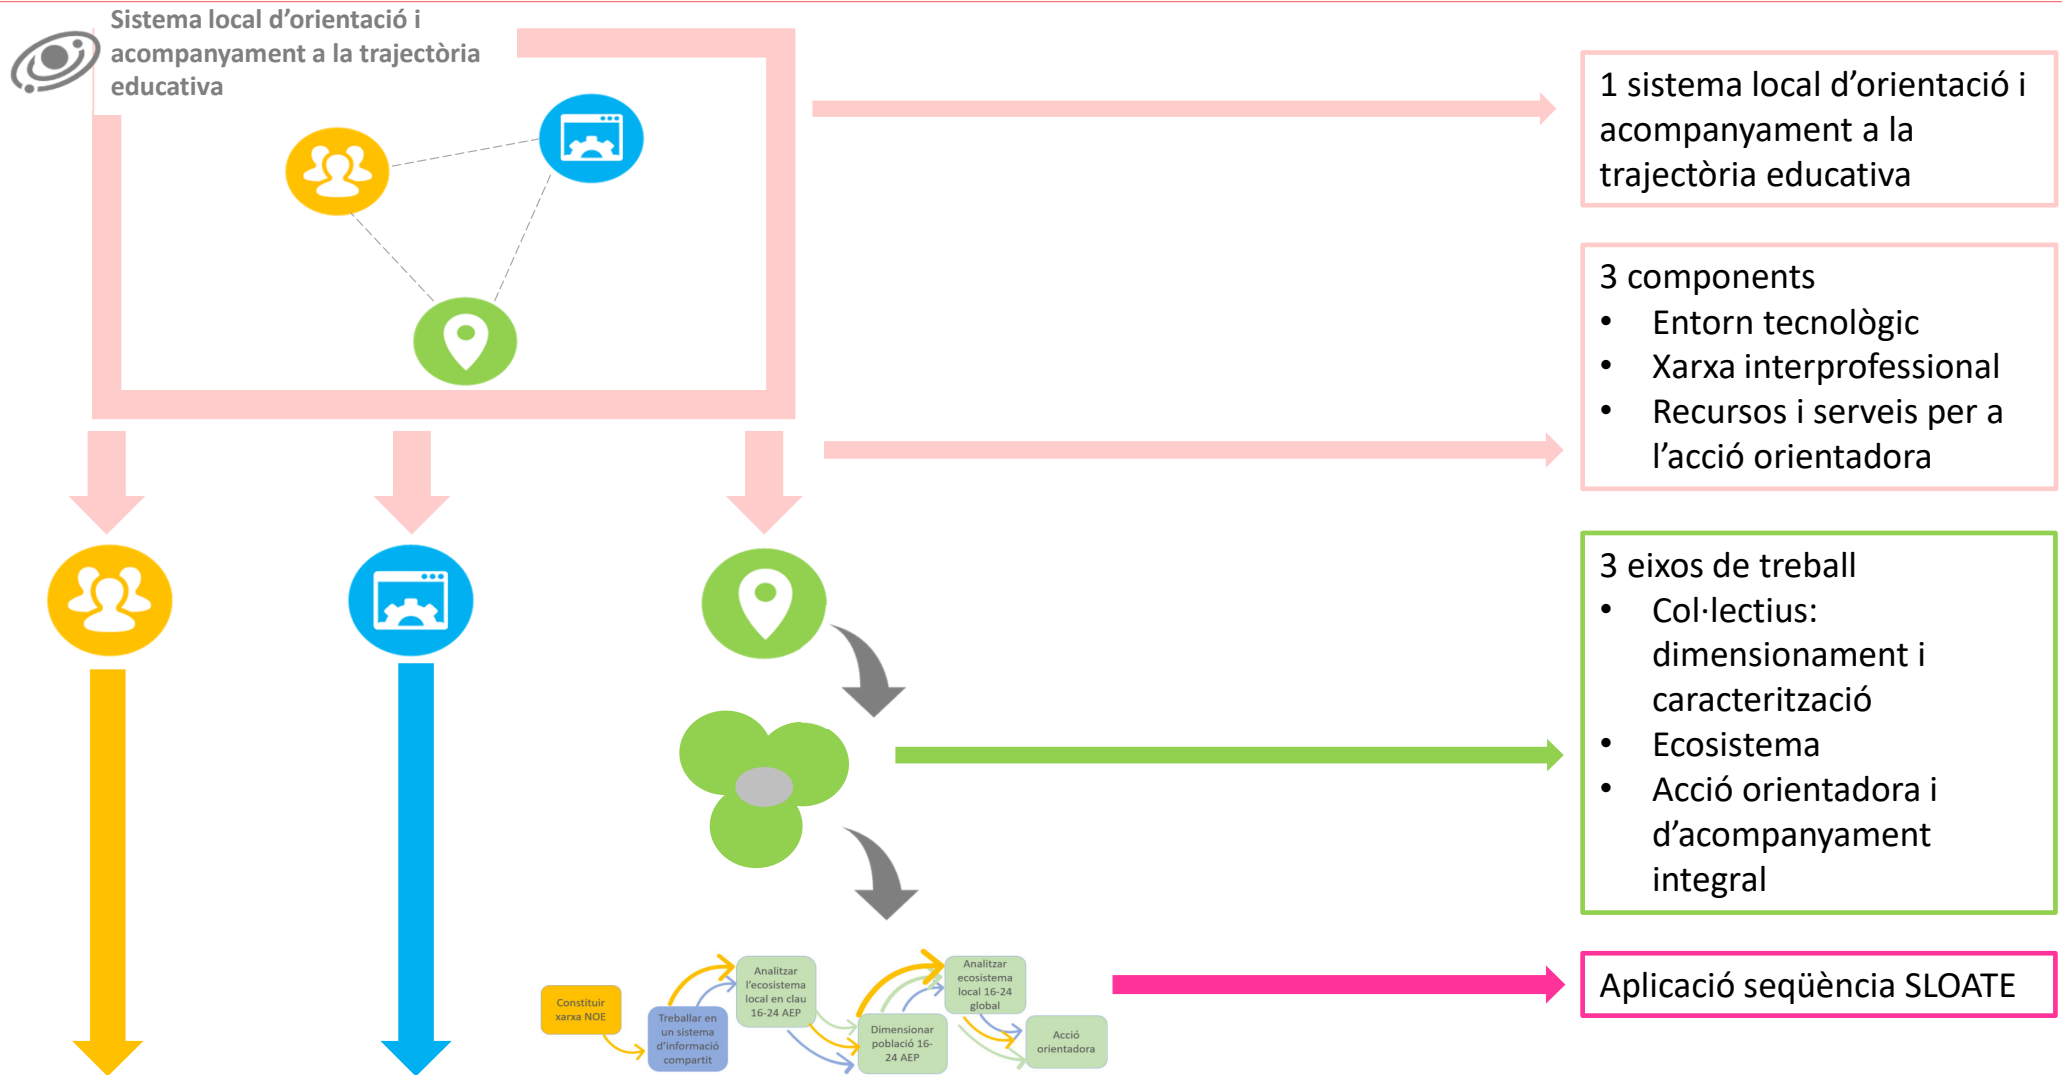 Sistema local d'orientació i
acompanyament a la trajectòria
educativa
1 sistema local d'orientació i
acompanyament a la
trajectòria educativa
3 components
• Entorn tecnològic
• Xarxa interprofessional
• Recursos i serveis per a
l'acció orientadora
3 eixos de treball
• Col·lectius:
dimensionament i
caracterització
• Ecosistema
• Acció orientadora i
d'acompanyament
integral
Constituir
xarxa NOE
Treballar en
un sistema
d'informació
compartit
Analitzar
l'ecosistema
local en clau
16-24 AEP
Dimensionar
població 16-
24 AEP
Analitzar
ecosistema
local 16-24
global
Acció
orientadora
Aplicació seqüència SLOATE